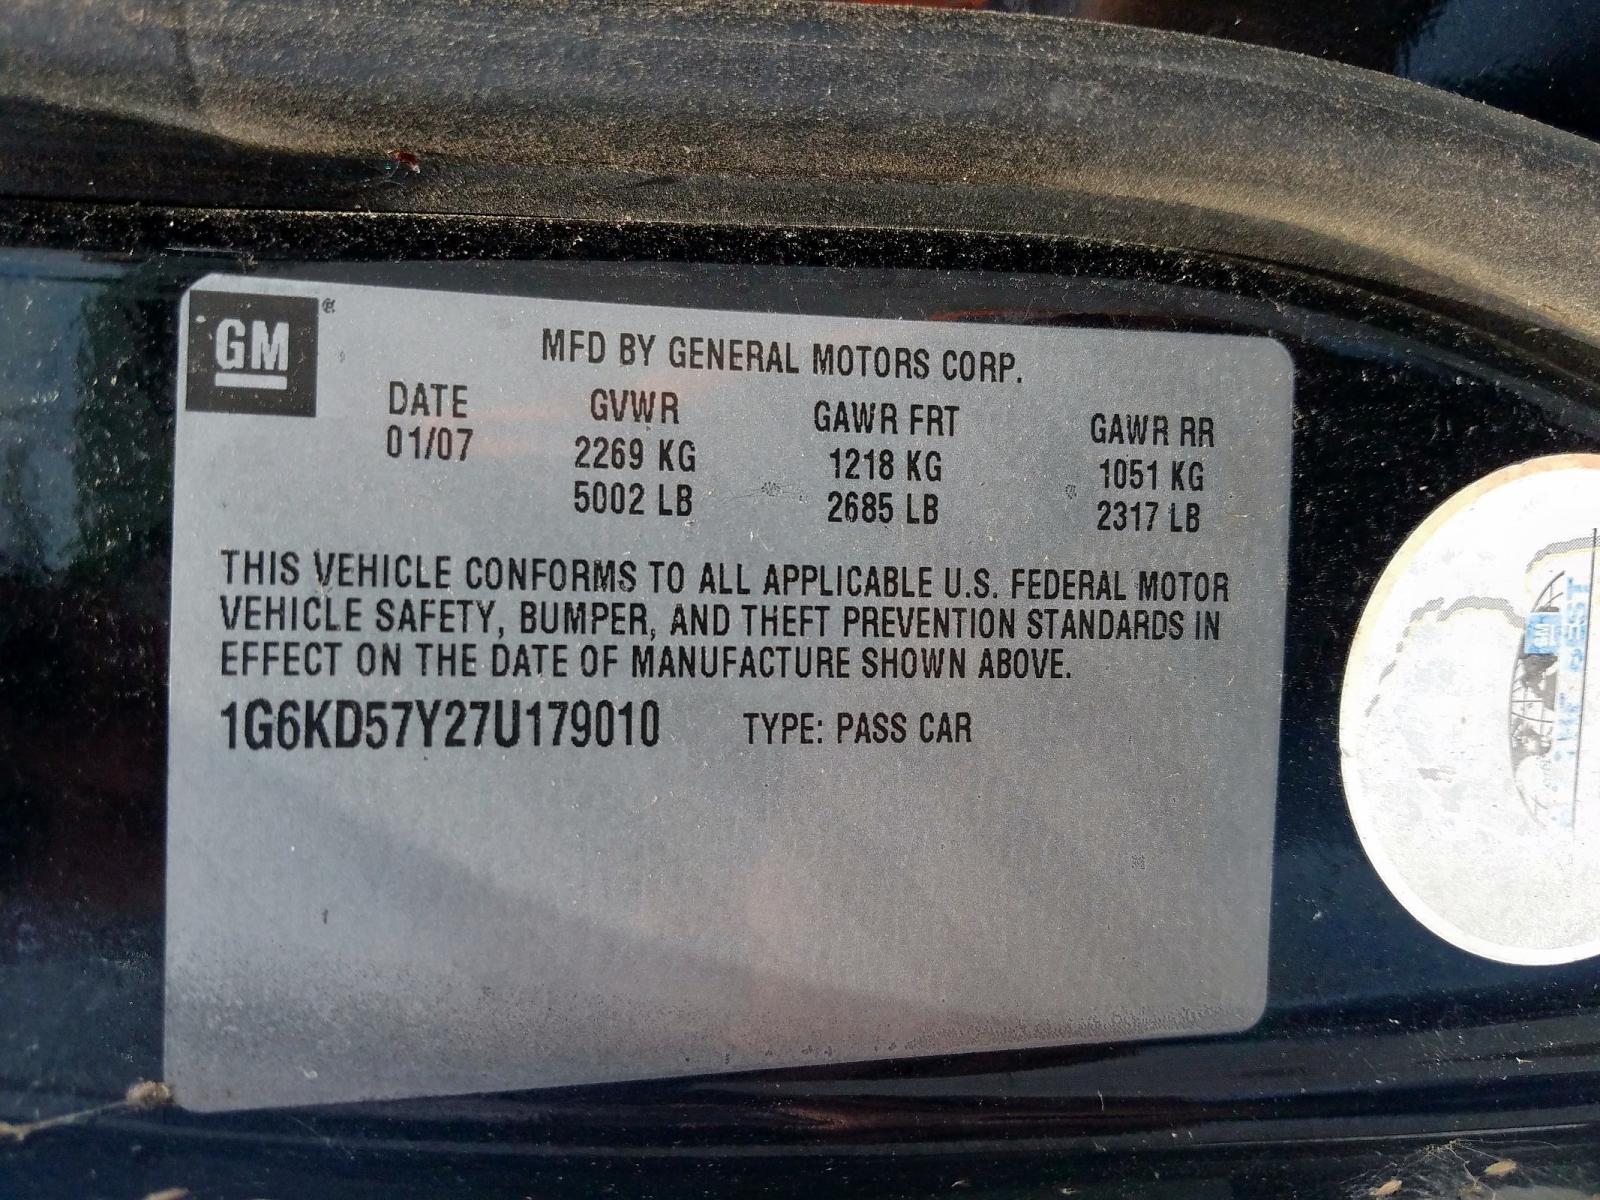 GM ®
MFD BY GENERAL MOTORS CORP.
DATE GVWR GAWR FRT GAWR RR
01/07 2269 KG 1218 KG 1051 KG
5002 LB 2685 LB 2317 LB
THIS VEHICLE CONFORMS TO ALL APPLICABLE U.S. FEDERAL MOTOR
VEHICLE SAFETY, BUMPER, AND THEFT PREVENTION STANDARDS IN
EFFECT ON THE DATE OF MANUFACTURE SHOWN ABOVE.
1G6KD57Y27U179010 TYPE: PASS CAR